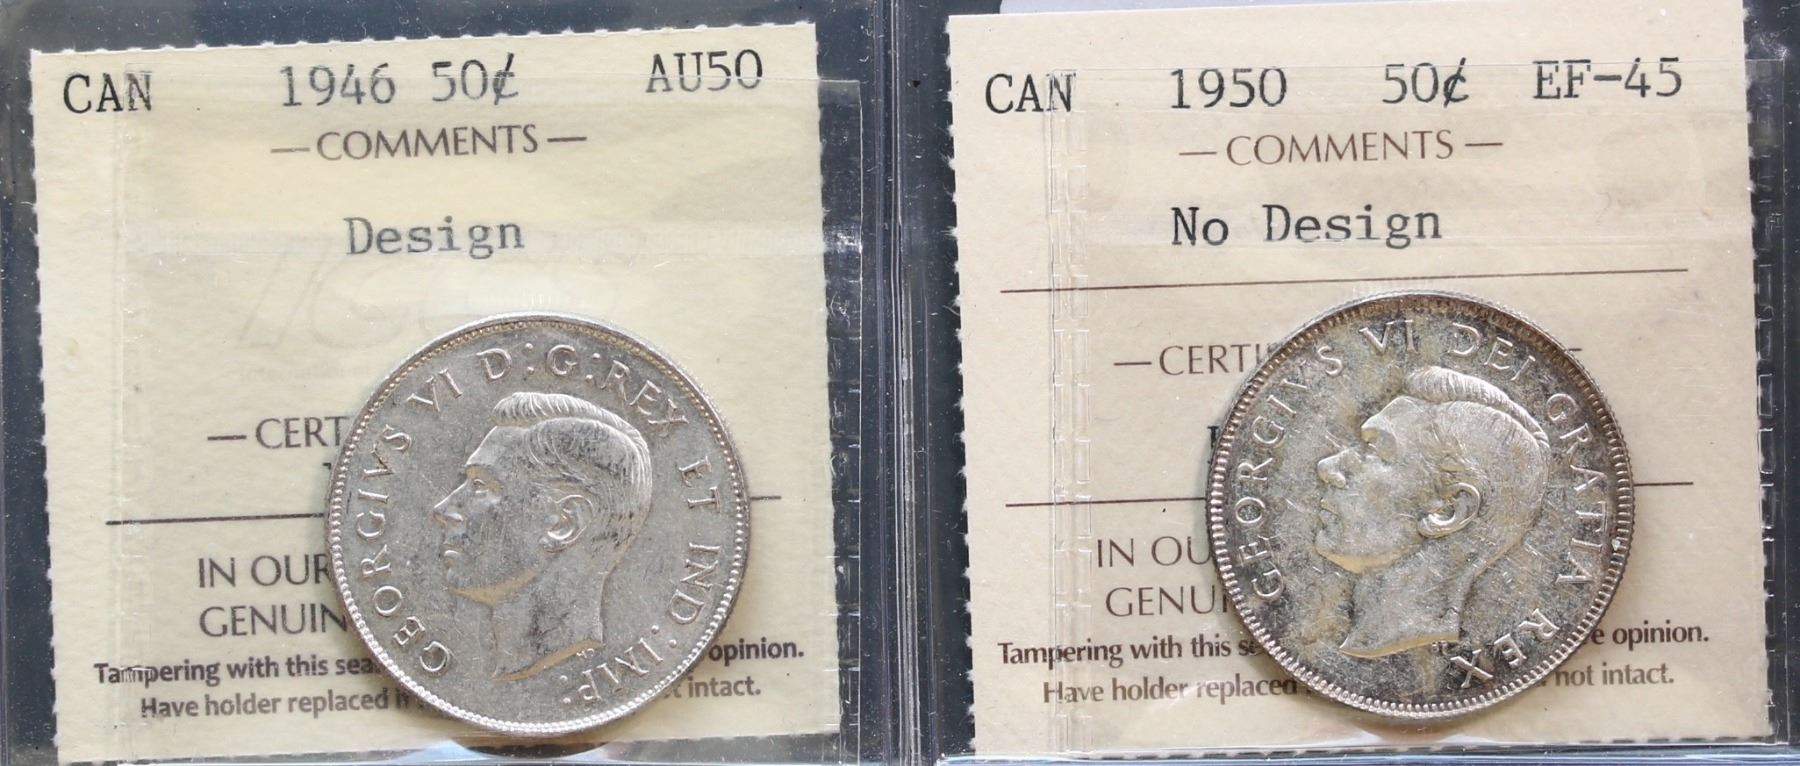 CAN 1946 50¢ AU50
—COMMENTS—
Design
—CERT
IN OUR
GENUIN
Tampering with this sea opinion.
Have holder replaced intact.
GEORGIVS VI D:G:REX ET IND:IMP:
CAN 1950 50¢ EF-45
—COMMENTS—
No Design
—CERTI
IN OU
GENU
Tampering with this se e opinion.
Have holder replaced not intact.
GEORGIVS VI DEI GRATIA REX